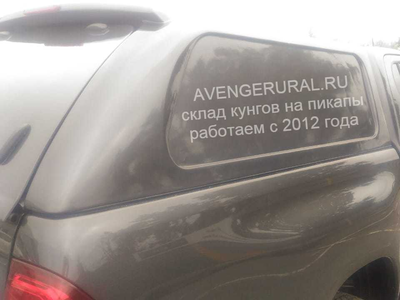 AVENGERURAL.RU
склад кунгов на пикапы
работаем с 2012 года